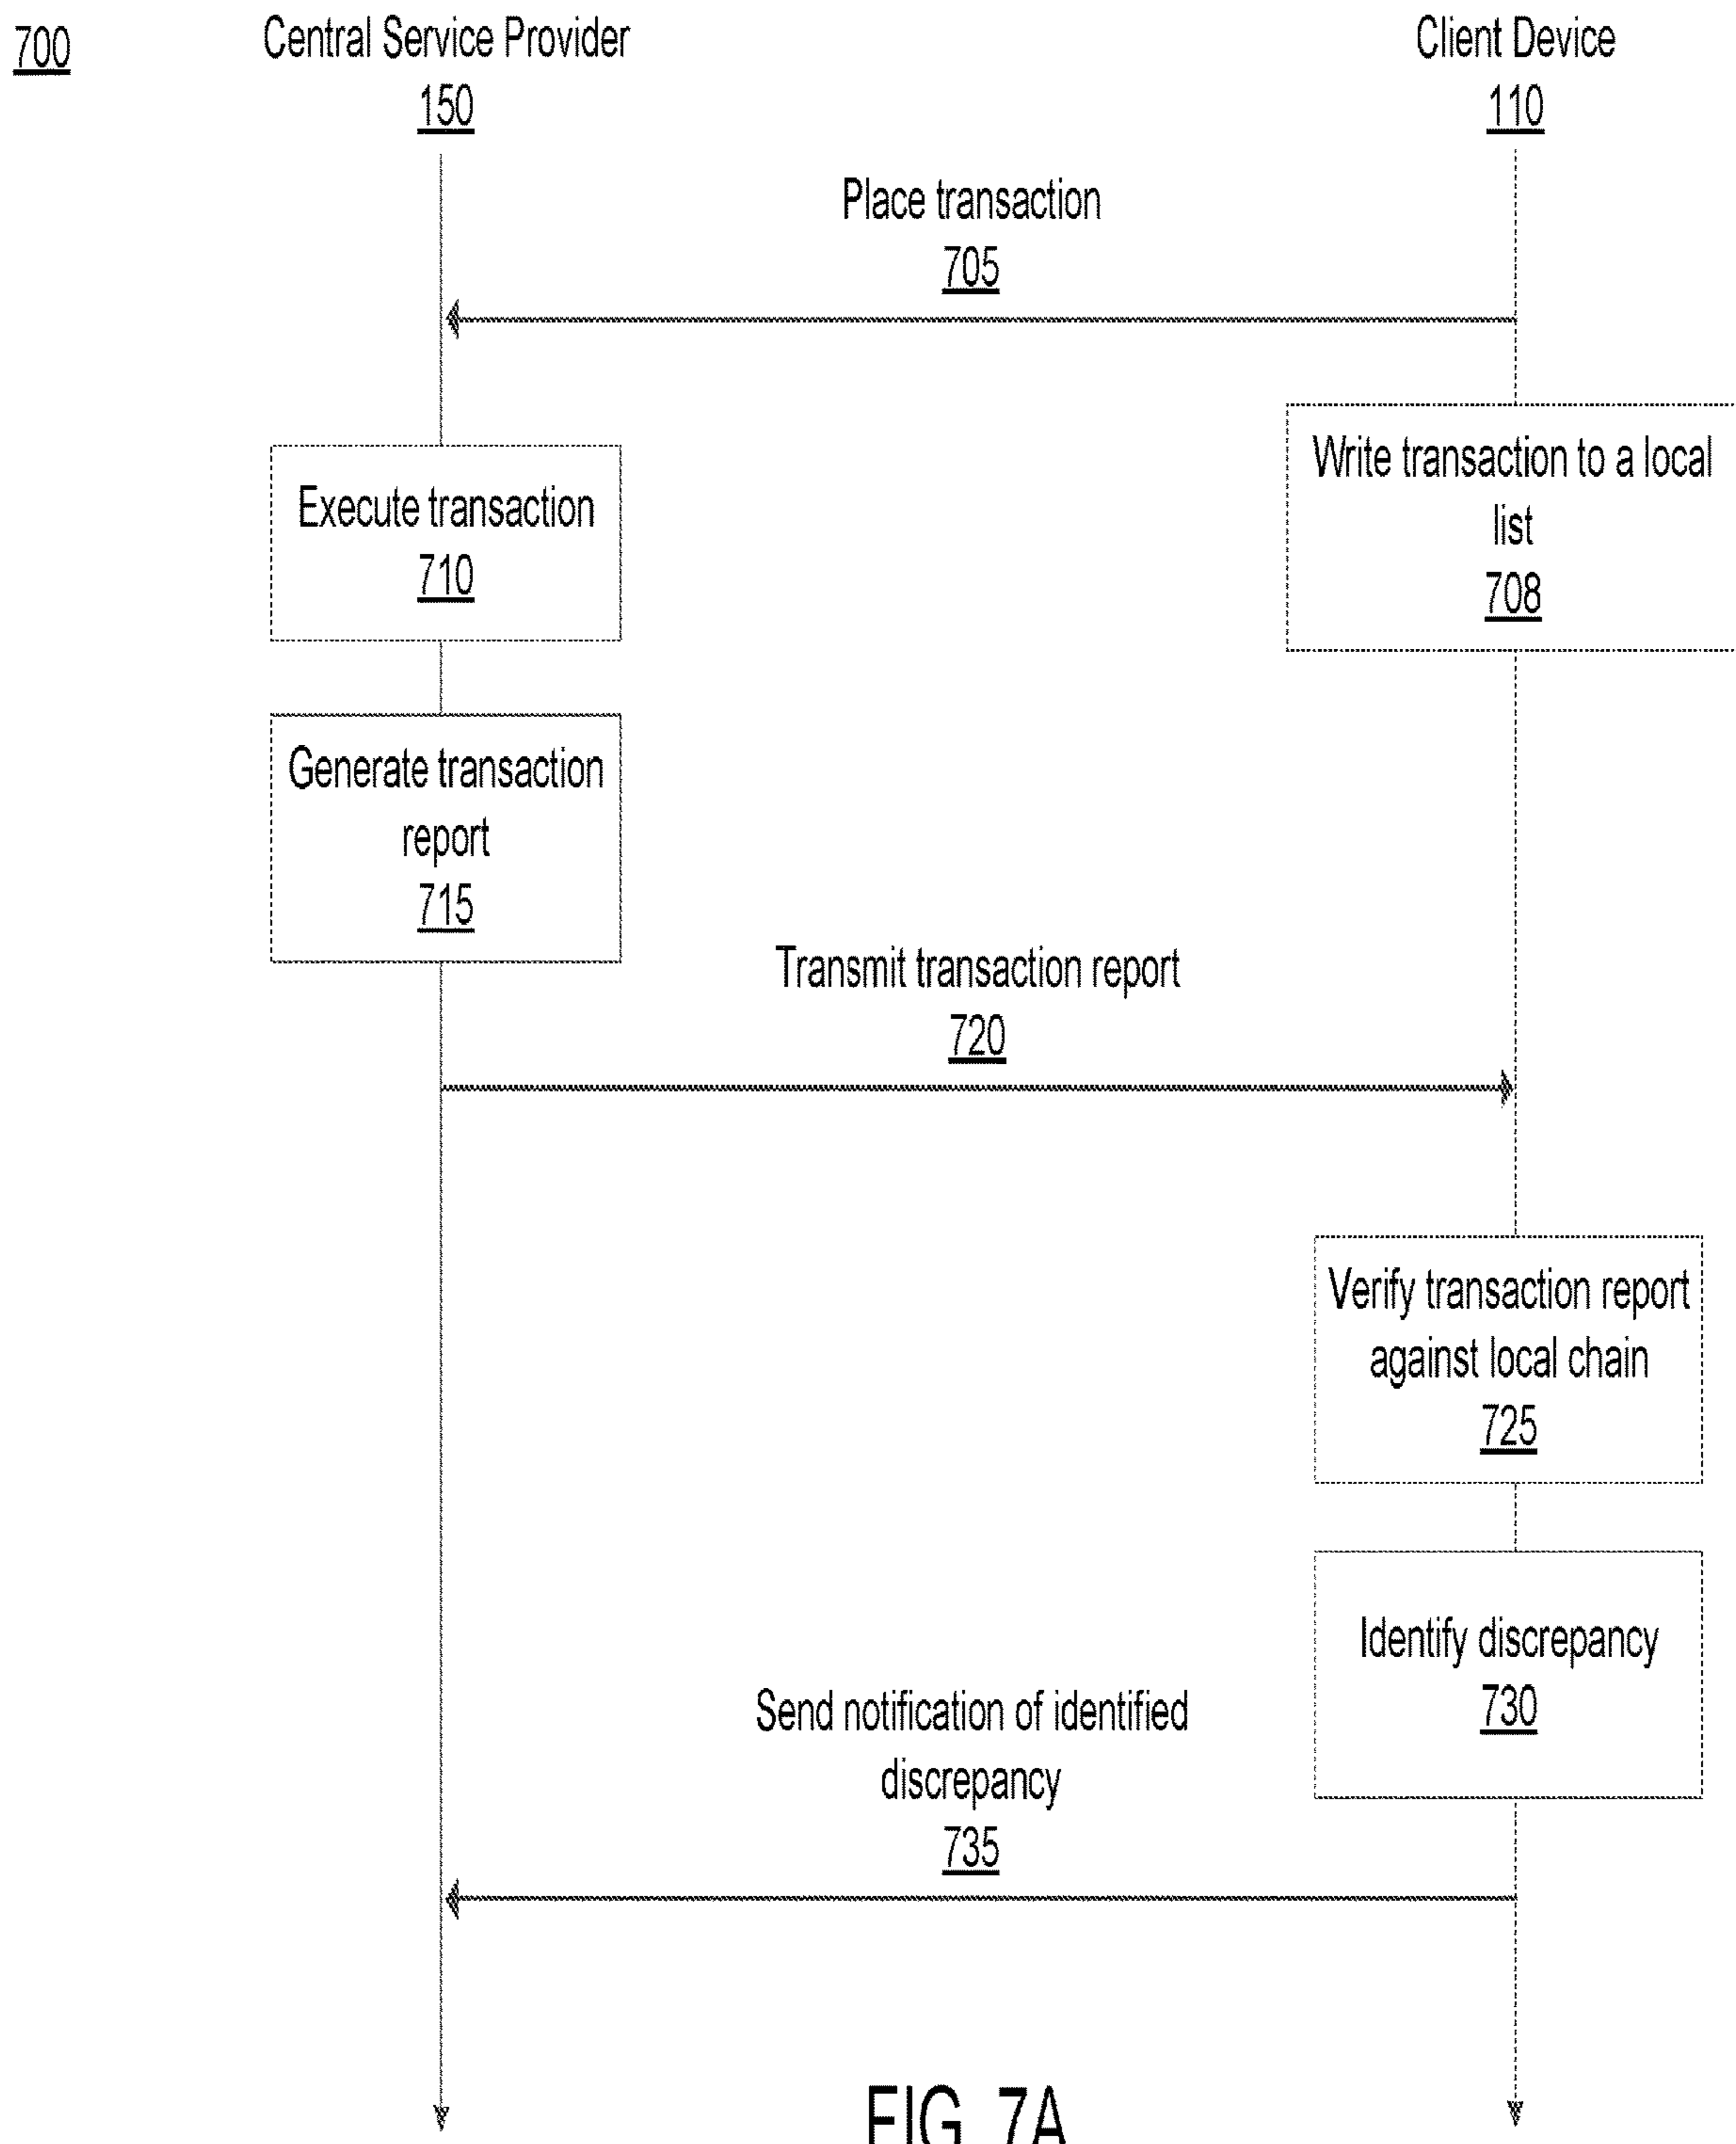 700
Central Service Provider
150
Client Device
110
Place transaction
705
Write transaction to a local
list
708
Execute transaction
710
Generate transaction
report
715
Transmit transaction report
720
Verify transaction report
against local chain
725
Identify discrepancy
730
Send notification of identified
discrepancy
735
FIG. 7A